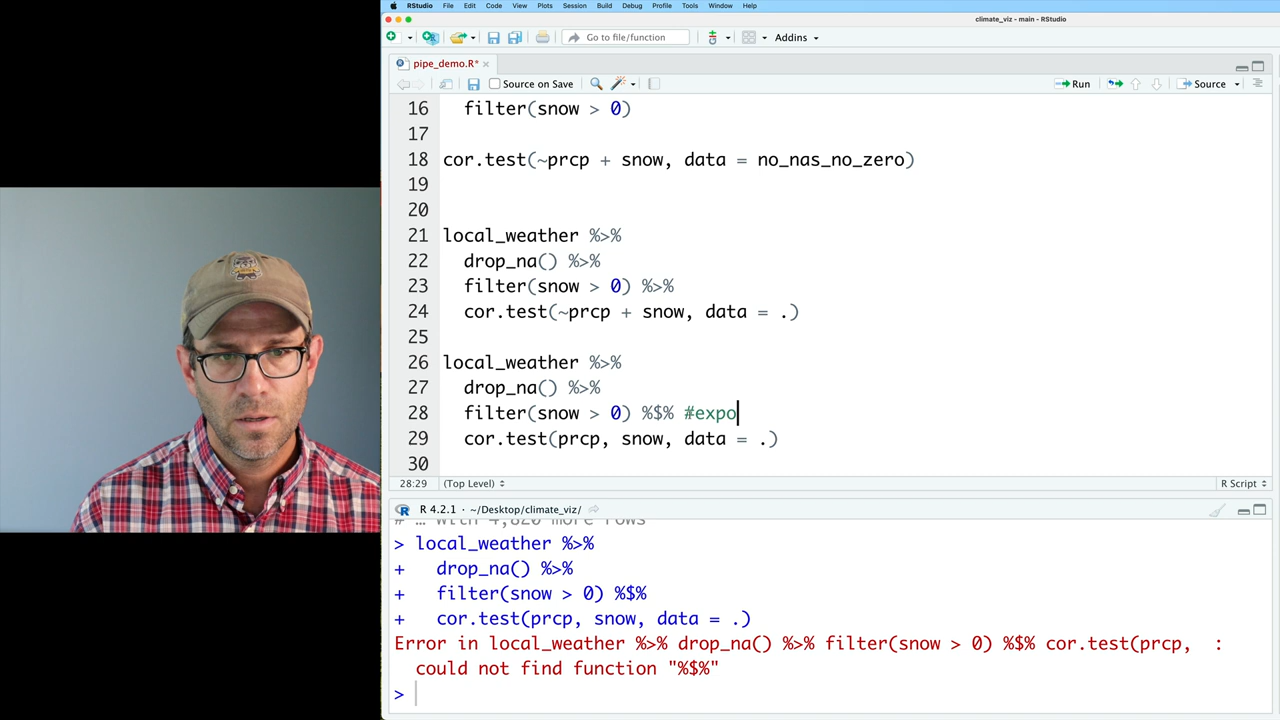 RStudio File Edit Code View Plots Session Build Debug Profile Tools Window Help
climate_viz - main - RStudio
Go to file/function Addins
pipe_demo.R*
Source on Save Run Source
16 filter(snow > 0)
17
18 cor.test(~prcp + snow, data = no_nas_no_zero)
19
20
21 local_weather %>%
22 drop_na() %>%
23 filter(snow > 0) %>%
24 cor.test(~prcp + snow, data = .)
25
26 local_weather %>%
27 drop_na() %>%
28 filter(snow > 0) %$% #expo
29 cor.test(prcp, snow, data = .)
30
28:29 (Top Level) R Script
R 4.2.1 · ~/Desktop/climate_viz/
# … with 4,820 more rows
> local_weather %>%
+ drop_na() %>%
+ filter(snow > 0) %$%
+ cor.test(prcp, snow, data = .)
Error in local_weather %>% drop_na() %>% filter(snow > 0) %$% cor.test(prcp, :
could not find function "%$%"
>